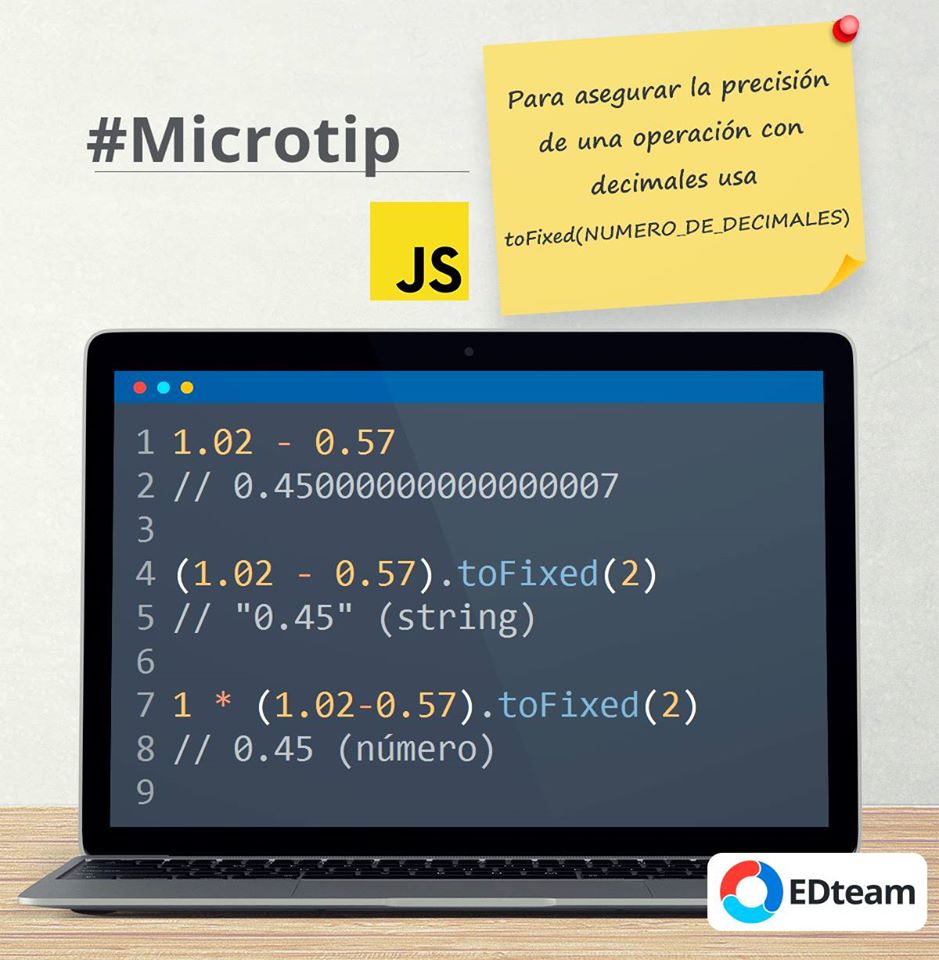 #Microtip
JS
Para asegurar la precisión
de una operación con
decimales usa
toFixed(NUMERO_DE_DECIMALES)
1 1.02 - 0.57
2 // 0.45000000000000007
3
4 (1.02 - 0.57).toFixed(2)
5 // "0.45" (string)
6
7 1 * (1.02-0.57).toFixed(2)
8 // 0.45 (número)
9
EDteam